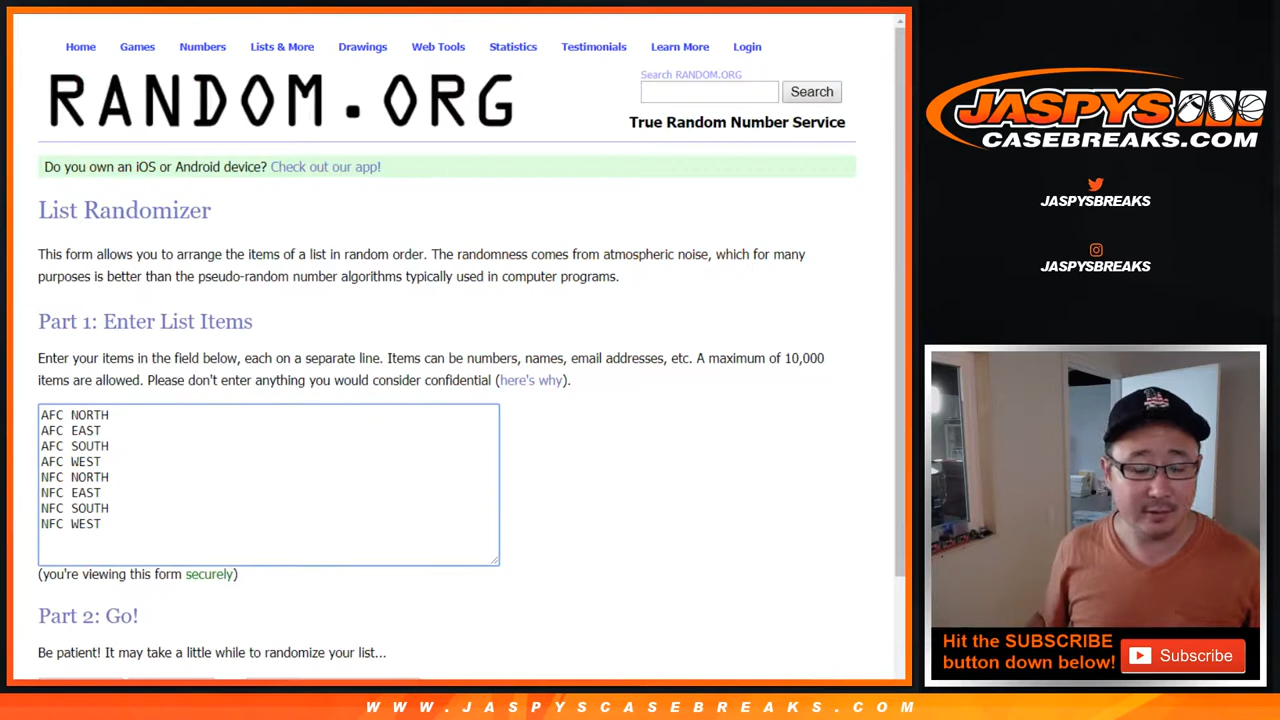 Home Games Numbers Lists & More Drawings Web Tools Statistics Testimonials Learn More Login
RANDOM.ORG
Search RANDOM.ORG
Search
True Random Number Service
Do you own an iOS or Android device? Check out our app!
List Randomizer
This form allows you to arrange the items of a list in random order. The randomness comes from atmospheric noise, which for many
purposes is better than the pseudo-random number algorithms typically used in computer programs.
Part 1: Enter List Items
Enter your items in the field below, each on a separate line. Items can be numbers, names, email addresses, etc. A maximum of 10,000
items are allowed. Please don't enter anything you would consider confidential (here's why).
AFC NORTH
AFC EAST
AFC SOUTH
AFC WEST
NFC NORTH
NFC EAST
NFC SOUTH
NFC WEST
(you're viewing this form securely)
Part 2: Go!
Be patient! It may take a little while to randomize your list...
JASPYS
CASEBREAKS.COM
JASPYSBREAKS
JASPYSBREAKS
Hit the SUBSCRIBE
button down below!
Subscribe
WWW.JASPYSCASEBREAKS.COM